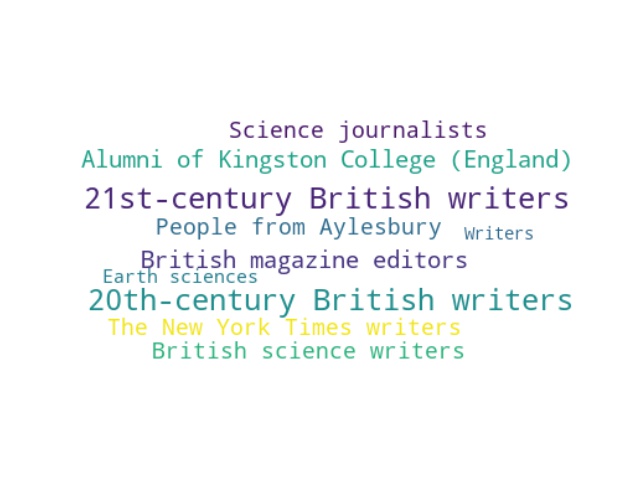 Science journalists
Alumni of Kingston College (England)
21st-century British writers
People from Aylesbury
Writers
British magazine editors
Earth sciences
20th-century British writers
The New York Times writers
British science writers